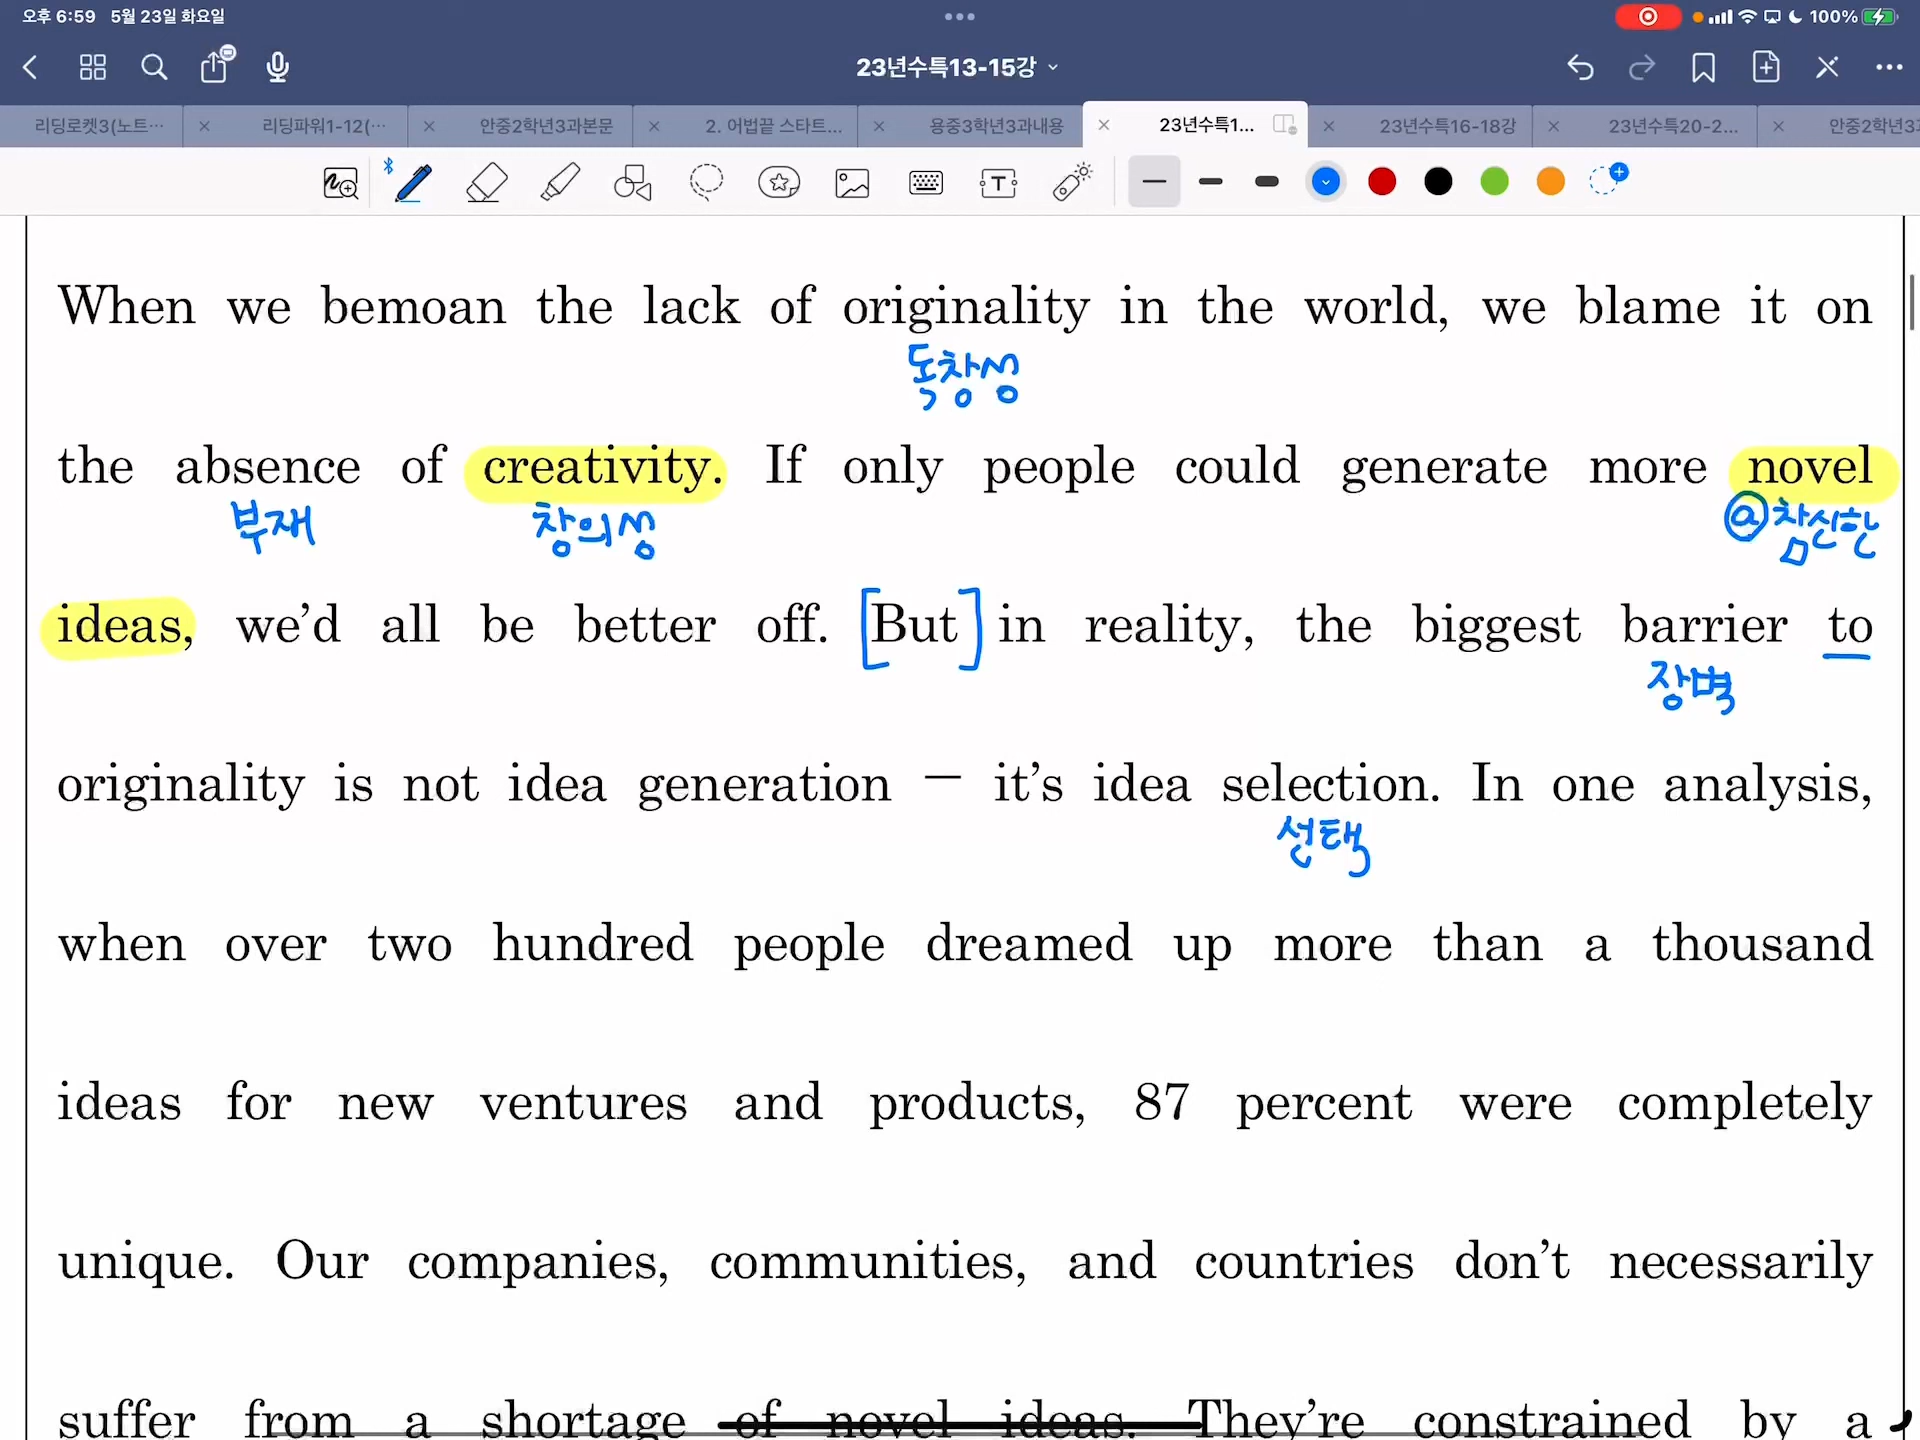 오후 6:59 5월 23일 화요일
100%
23년수특13-15강
리딩로켓3(노트…
리딩파워1-12(…
안중2학년3과본문
2. 어법끝 스타트...
용중3학년3과내용
23년수특1...
23년수특16-18강
23년수특20-2...
안중2학년3
When we bemoan the lack of originality in the world, we blame it on
독창성
the absence of creativity. If only people could generate more novel
부재 창의성 ⓐ참신한
ideas, we’d all be better off. [But] in reality, the biggest barrier to
장벽
originality is not idea generation – it’s idea selection. In one analysis,
선택
when over two hundred people dreamed up more than a thousand
ideas for new ventures and products, 87 percent were completely
unique. Our companies, communities, and countries don’t necessarily
suffer from a shortage of novel ideas. They’re constrained by a